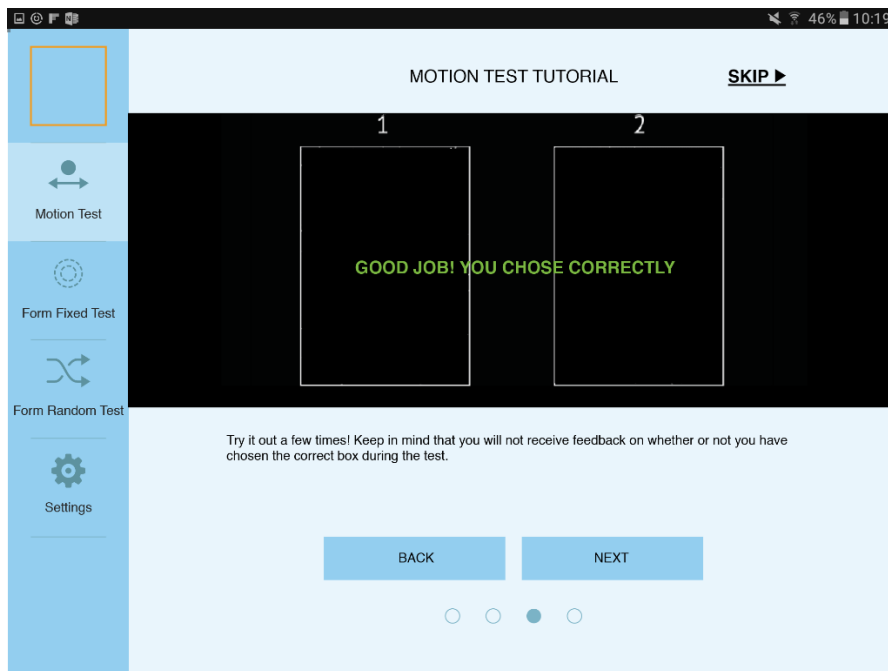 46% 10:19
MOTION TEST TUTORIAL
SKIP
1 2
Motion Test
GOOD JOB! YOU CHOSE CORRECTLY
Form Fixed Test
Form Random Test
Try it out a few times! Keep in mind that you will not receive feedback on whether or not you have
chosen the correct box during the test.
Settings
BACK
NEXT